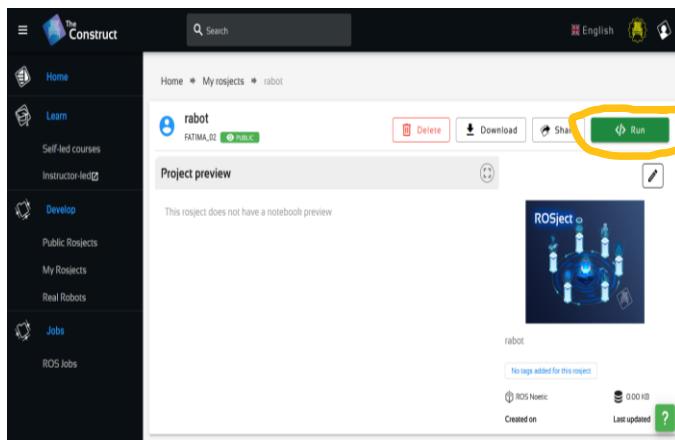 The Construct
Search
English
Home
Learn
Self-led courses
Instructor-led
Develop
Public Rosjects
My Rosjects
Real Robots
Jobs
ROS Jobs
Home My rosjects rabot
rabot
FATIMA_02 PUBLIC
Delete Download Share </> Run
Project preview
This rosject does not have a notebook preview
ROSject
rabot
No tags added for this rosject
ROS Noetic 0.00 KB
Created on Last updated
?